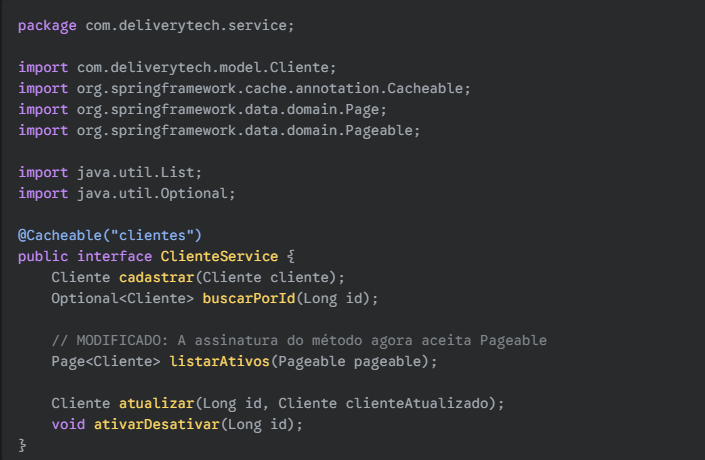 package com.deliverytech.service;

import com.deliverytech.model.Cliente;
import org.springframework.cache.annotation.Cacheable;
import org.springframework.data.domain.Page;
import org.springframework.data.domain.Pageable;

import java.util.List;
import java.util.Optional;

@Cacheable("clientes")
public interface ClienteService {
    Cliente cadastrar(Cliente cliente);
    Optional<Cliente> buscarPorId(Long id);

    // MODIFICADO: A assinatura do método agora aceita Pageable
    Page<Cliente> listarAtivos(Pageable pageable);

    Cliente atualizar(Long id, Cliente clienteAtualizado);
    void ativarDesativar(Long id);
}